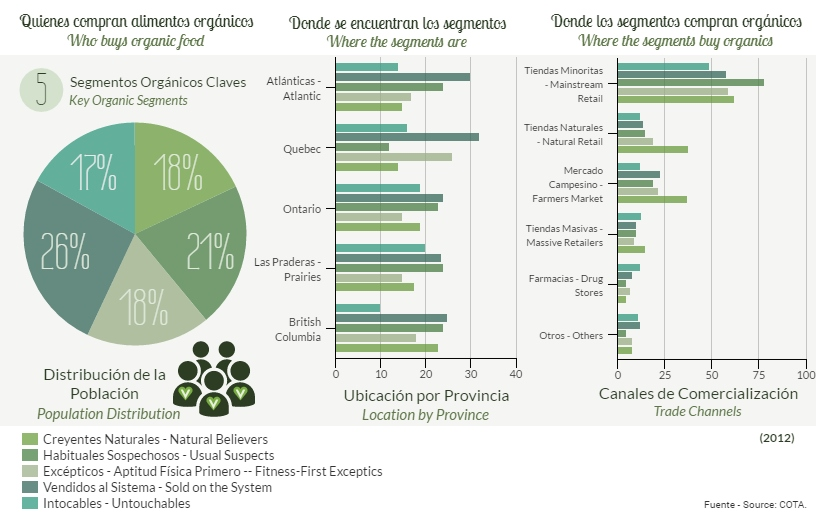 Quienes compran alimentos orgánicos
Who buys organic food
5
Segmentos Orgánicos Claves
Key Organic Segments
17%
18%
26%
21%
18%
Distribución de la
Población
Population Distribution
Donde se encuentran los segmentos
Where the segments are
Atlánticas -
Atlantic
Quebec
Ontario
Las Praderas -
Prairies
British
Columbia
0 10 20 30 40
Ubicación por Provincia
Location by Province
Donde los segmentos compran orgánicos
Where the segments buy organics
Tiendas Minoritas
- Mainstream
Retail
Tiendas Naturales
- Natural Retail
Mercado
Campesino -
Farmers Market
Tiendas Masivas -
Massive Retailers
Farmacias - Drug
Stores
Otros - Others
0 25 50 75 100
Canales de Comercialización
Trade Channels
Creyentes Naturales - Natural Believers
Habituales Sospechosos - Usual Suspects
Excépticos - Aptitud Física Primero -- Fitness-First Exceptics
Vendidos al Sistema - Sold on the System
Intocables - Untouchables
(2012)
Fuente - Source: COTA.